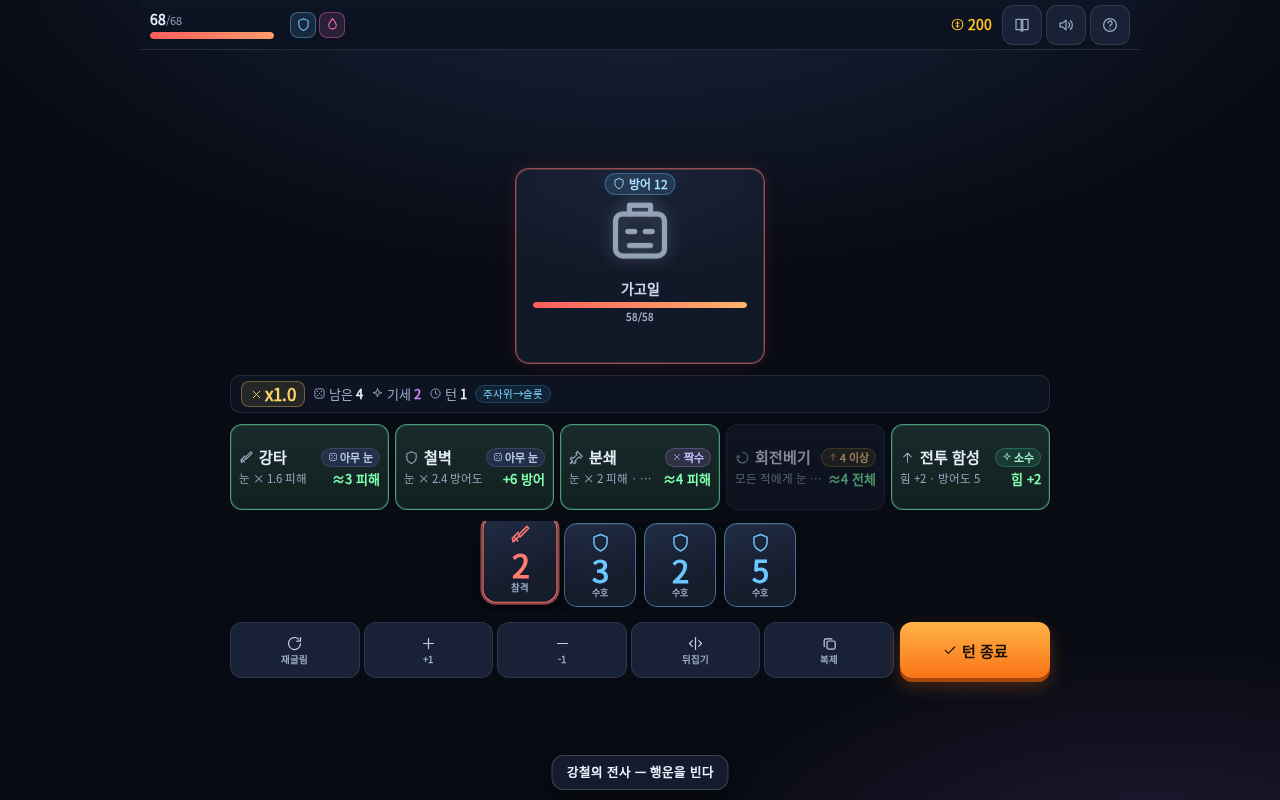 68/68
200
방어 12
가고일
58/58
x1.0 남은 4 기세 2 턴 1 주사위→슬롯
강타 아무 눈
눈 × 1.6 피해 ≈3 피해
철벽 아무 눈
눈 × 2.4 방어도 +6 방어
분쇄 짝수
눈 × 2 피해 · ⋯ ≈4 피해
회전베기 4 이상
모든 적에게 눈 ⋯ ≈4 전체
전투 함성 소수
힘 +2 · 방어도 5 힘 +2
2
참격
3
수호
2
수호
5
수호
재굴림
+1
-1
뒤집기
복제
턴 종료
강철의 전사 — 행운을 빈다